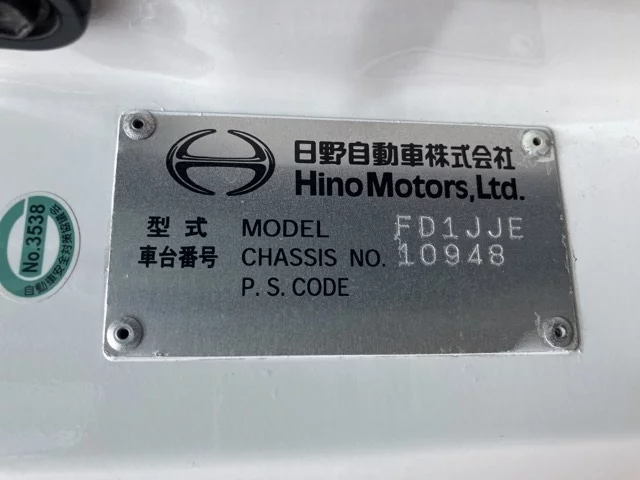 日野自動車株式会社
Hino Motors, Ltd.
型式 MODEL FD1JJE
車台番号 CHASSIS NO. 10948
P. S. CODE
No.3538